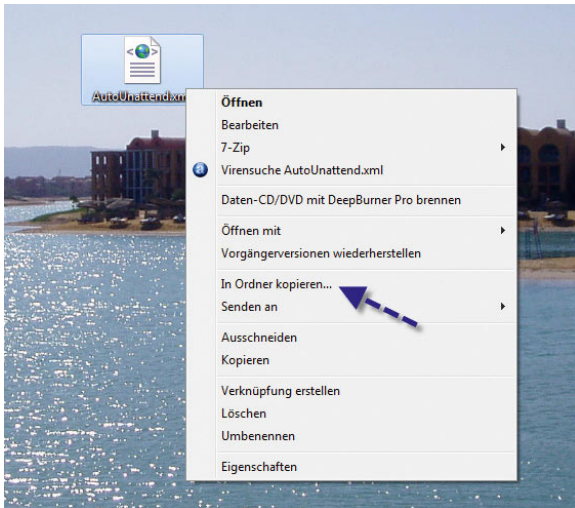 AutoUnattend.xml
Öffnen
Bearbeiten
7-Zip
Virensuche AutoUnattend.xml
Daten-CD/DVD mit DeepBurner Pro brennen
Öffnen mit
Vorgängerversionen wiederherstellen
In Ordner kopieren...
Senden an
Ausschneiden
Kopieren
Verknüpfung erstellen
Löschen
Umbenennen
Eigenschaften